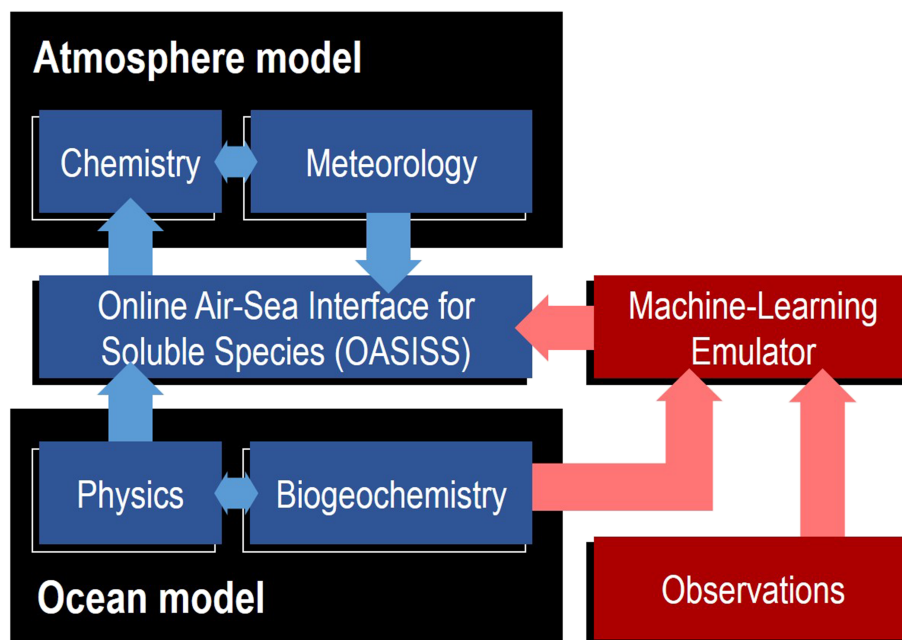 Atmosphere model
Chemistry
Meteorology
Online Air-Sea Interface for
Soluble Species (OASISS)
Machine-Learning
Emulator
Physics
Biogeochemistry
Ocean model
Observations